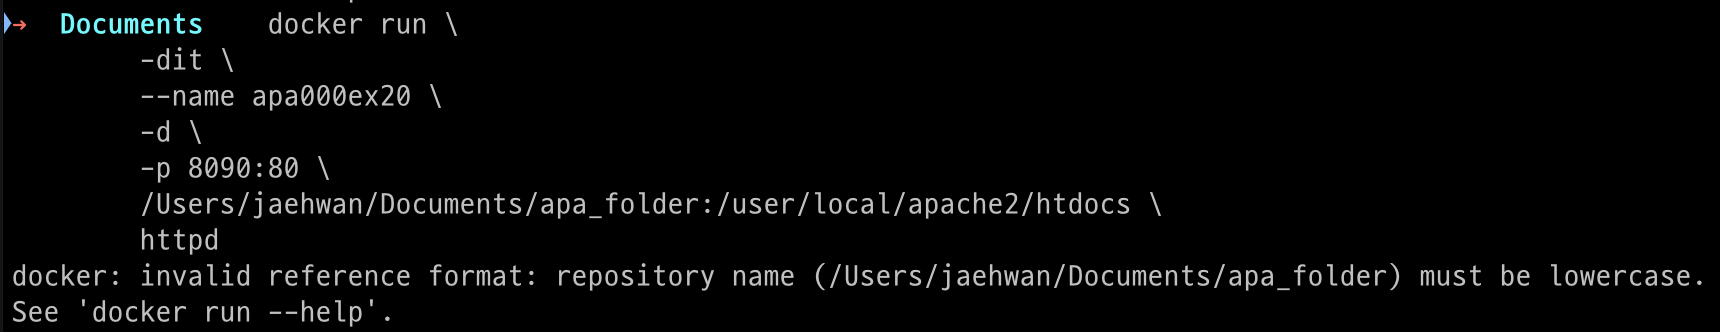 ➜ Documents docker run \
-dit \
--name apa000ex20 \
-d \
-p 8090:80 \
/Users/jaehwan/Documents/apa_folder:/user/local/apache2/htdocs \
httpd
docker: invalid reference format: repository name (/Users/jaehwan/Documents/apa_folder) must be lowercase.
See 'docker run --help'.